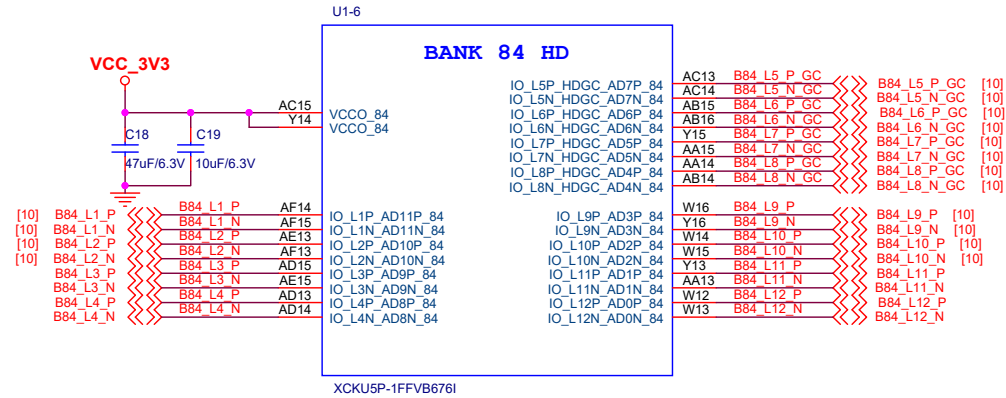 U1-6
BANK 84 HD
VCC_3V3
AC15 VCCO_84
Y14 VCCO_84
C18 C19
47uF/6.3V 10uF/6.3V
IO_L5P_HDGC_AD7P_84 AC13 B84_L5_P_GC B84_L5_P_GC [10]
IO_L5N_HDGC_AD7N_84 AC14 B84_L5_N_GC B84_L5_N_GC [10]
IO_L6P_HDGC_AD6P_84 AB15 B84_L6_P_GC B84_L6_P_GC [10]
IO_L6N_HDGC_AD6N_84 AB16 B84_L6_N_GC B84_L6_N_GC [10]
IO_L7P_HDGC_AD5P_84 Y15 B84_L7_P_GC B84_L7_P_GC [10]
IO_L7N_HDGC_AD5N_84 AA15 B84_L7_N_GC B84_L7_N_GC [10]
IO_L8P_HDGC_AD4P_84 AA14 B84_L8_P_GC B84_L8_P_GC [10]
IO_L8N_HDGC_AD4N_84 AB14 B84_L8_N_GC B84_L8_N_GC [10]
[10] B84_L1_P B84_L1_P AF14 IO_L1P_AD11P_84 IO_L9P_AD3P_84 W16 B84_L9_P B84_L9_P [10]
[10] B84_L1_N B84_L1_N AF15 IO_L1N_AD11N_84 IO_L9N_AD3N_84 Y16 B84_L9_N B84_L9_N [10]
[10] B84_L2_P B84_L2_P AE13 IO_L2P_AD10P_84 IO_L10P_AD2P_84 W14 B84_L10_P B84_L10_P [10]
[10] B84_L2_N B84_L2_N AF13 IO_L2N_AD10N_84 IO_L10N_AD2N_84 W15 B84_L10_N B84_L10_N [10]
B84_L3_P B84_L3_P AD15 IO_L3P_AD9P_84 IO_L11P_AD1P_84 Y13 B84_L11_P B84_L11_P
B84_L3_N B84_L3_N AE15 IO_L3N_AD9N_84 IO_L11N_AD1N_84 AA13 B84_L11_N B84_L11_N
B84_L4_P B84_L4_P AD13 IO_L4P_AD8P_84 IO_L12P_AD0P_84 W12 B84_L12_P B84_L12_P
B84_L4_N B84_L4_N AD14 IO_L4N_AD8N_84 IO_L12N_AD0N_84 W13 B84_L12_N B84_L12_N
XCKU5P-1FFVB676I